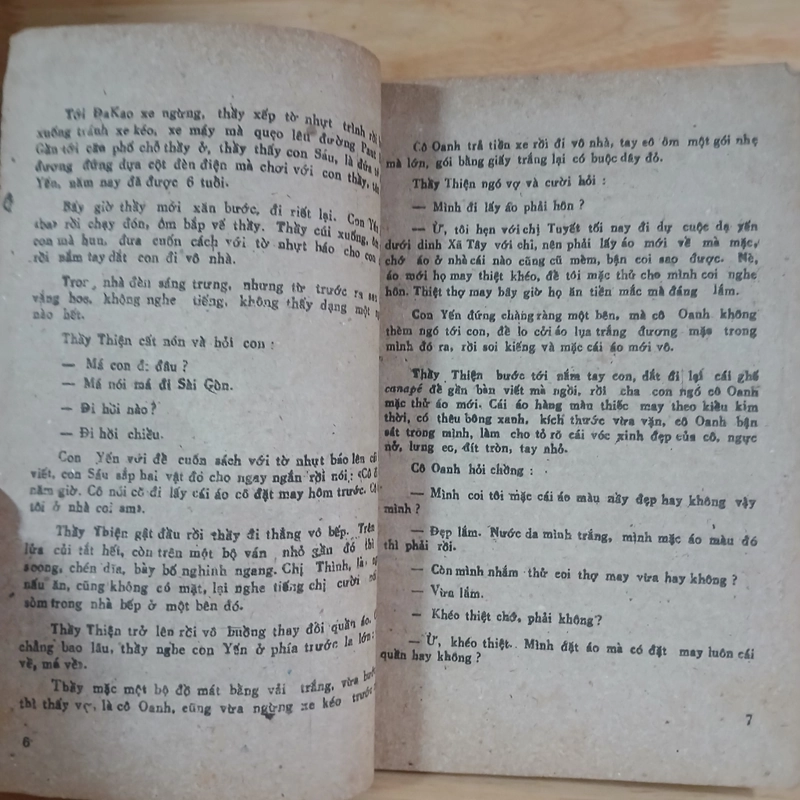 Tới ĐaKao xe ngừng, thầy xếp tờ nhựt trình rồi
xuống tránh xe kéo, xe máy mà quẹo lên đường
Gần tới căn phố chỗ thầy ở, thầy thấy con Sáu, là đứa
đương đứng dựa cột đèn điện mà chơi với con thầy,
Yến, năm nay đã được 6 tuổi.
Bấy giờ thầy mới xăn bước, đi riết lại. Con Yến
rồi chạy đón, ôm bắp vế thầy. Thầy cúi xuống,
con mà hun, đưa cuốn cách với tờ nhựt báo cho con
rồi nắm tay dắt con đi vô nhà.
nhà đèn sáng trưng, nhưng từ trước ra sau
vắng hoe, không nghe tiếng, không thấy dạng một
nào hết.
Thầy Thiện cất nón và hỏi con :
— Má con đi đâu ?
— Má nói má đi Sài Gòn.
— Đi hồi nào ?
— Đi hồi chiều.
Con Yến với để cuốn sách với tờ nhựt báo lên
viết, con Sáu sắp hai vật đó cho ngay ngắn rồi nói:
năm giờ. Cô nói cô đi lấy cái áo cô đặt may hôm trước.
tôi ở nhà coi em».
Thầy Thiện gật đầu rồi thầy đi thẳng vô bếp. Trên
lửa củi tắt hết, còn trên một bộ ván nhỏ gần đó thì
soong, chén dĩa, bày bố nghinh ngang. Chị Thình, là
nấu ăn, cũng không có mặt, lại nghe tiếng chị cười nói
sòm trong nhà bếp ở một bên đó.
Thầy Thiện trở lên rồi vô buồng thay đồi quần áo.
chẳng bao lâu, thầy nghe con Yến ở phía trước la lớn:
về, má về».
Thầy mặc một bộ đồ mát bằng vải trắng, vừa bước
thì thấy vợ, là cô Oanh, cũng vừa ngừng xe kéo trước
6
Cô Oanh trả tiền xe rồi đi vô nhà, tay cô ôm một gói nhẹ
mà lớn, gói bằng giấy trắng lại có buộc dây đỏ.
Thầy Thiện ngó vợ và cười hỏi :
— Mình đi lấy áo phải hôn ?
— Ừ, tôi hẹn với chị Tuyết tối nay đi dự cuộc dạ yến
dưới dinh Xã Tây với chỉ, nên phải lấy áo mới về mà mặc,
chớ áo ở nhà cái nào cũng cũ mèm, bận coi sao được. Nè,
áo mới họ may thiệt khéo, để tôi mặc thử cho mình coi nghe
hôn. Thiệt thợ may bây giờ họ ăn tiền mắc mà đáng lắm.
Con Yến đứng chàng ràng một bên, mà cô Oanh không
thèm ngó tới con, để lo cởi áo lụa trắng đương mặc trong
mình đó ra, rồi soi kiếng và mặc cái áo mới vô.
Thầy Thiện bước tới nắm tay con, dắt đi lại cái ghế
canapé để gần bàn viết mà ngồi, rồi cha con ngó cô Oanh
mặc thử áo mới. Cái áo hàng màu thiếc may theo kiều kim
thời, có thêu bông xanh, kích thước vừa vặn, cô Oanh bận
sát trong mình, làm cho tỏ rõ cái vóc xinh đẹp của cô, ngực
nở, lưng eo, đít tròn, tay nhỏ.
Cô Oanh hỏi chồng :
— Mình coi tôi mặc cái áo màu nầy đẹp hay không vậy
mình ?
— Đẹp lắm. Nước da mình trắng, mình mặc áo màu đó
thì phải rồi.
— Còn mình nhắm thử coi thợ may vừa hay không ?
— Vừa lắm.
— Khéo thiệt chớ, phải không?
— Ừ, khéo thiệt. Mình đặt áo mà có đặt may luôn cái
quần hay không ?
7